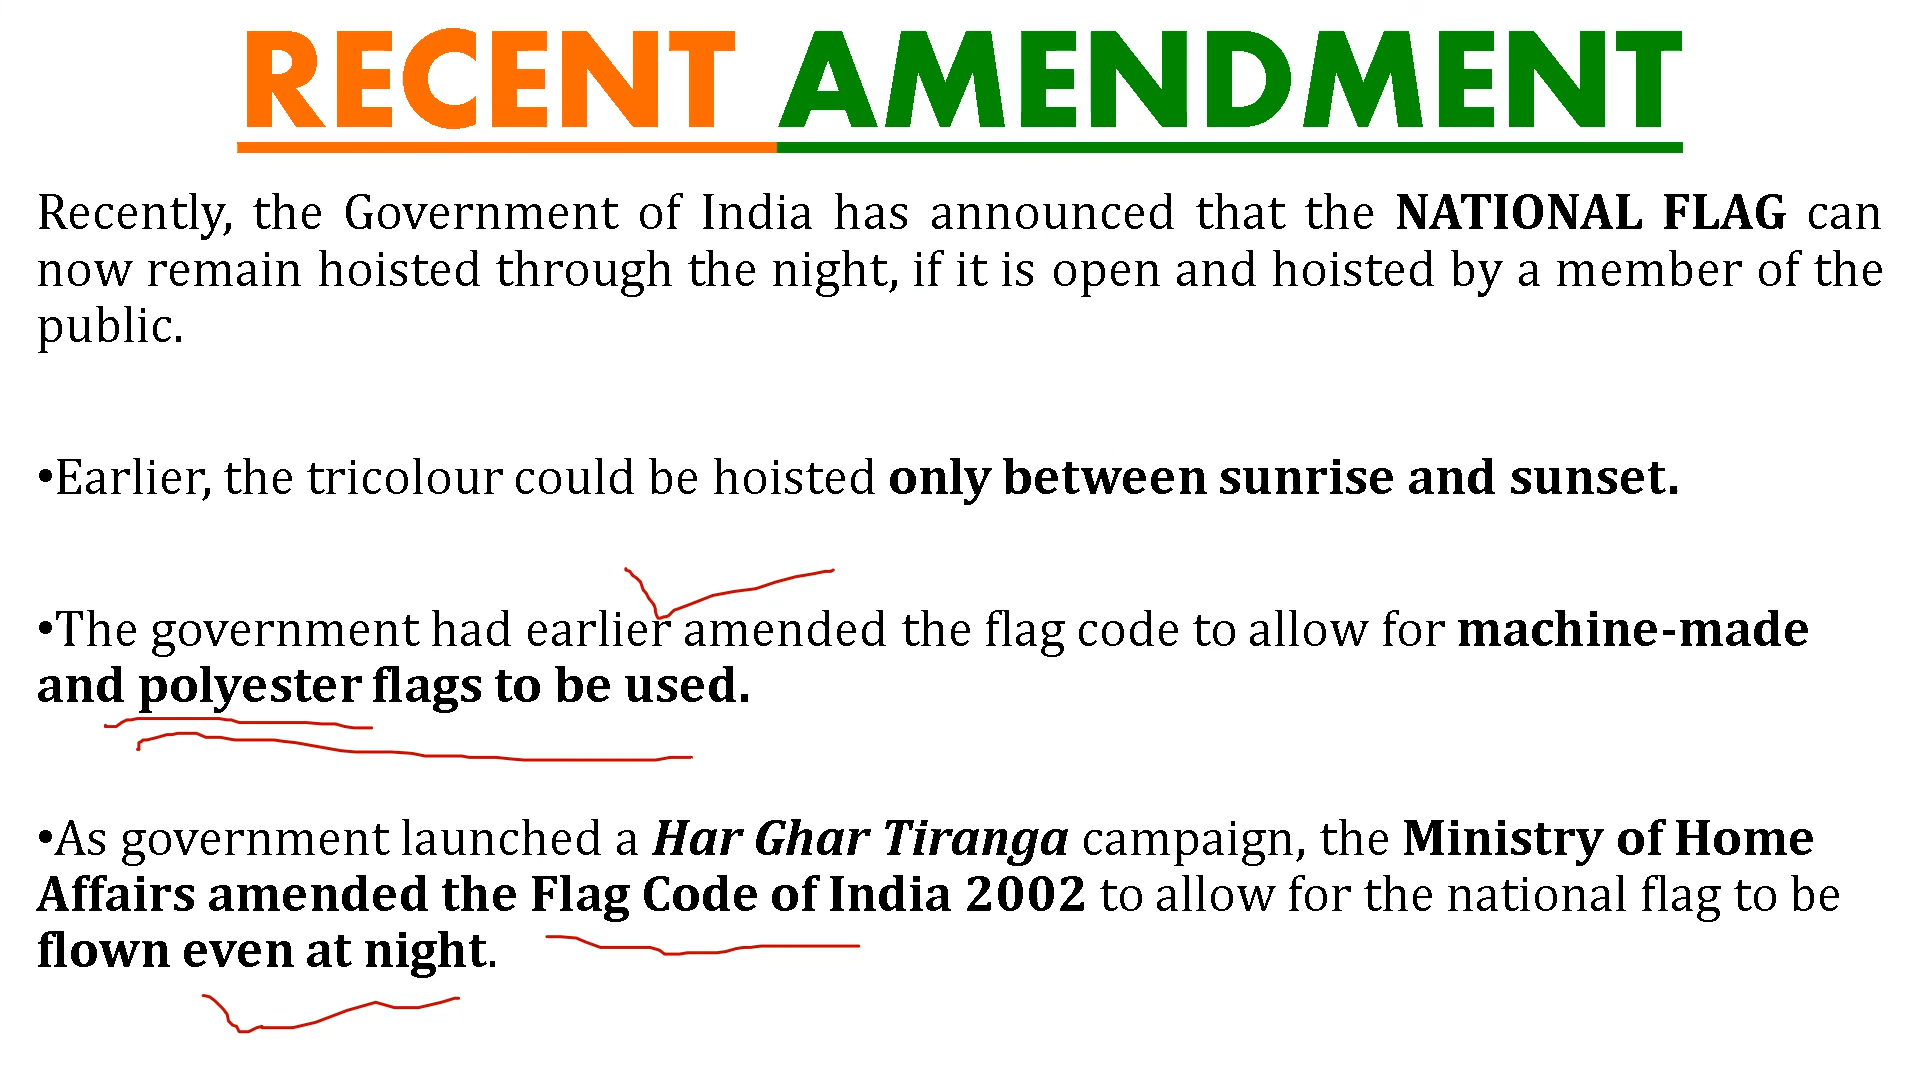 RECENT AMENDMENT
Recently, the Government of India has announced that the NATIONAL FLAG can
now remain hoisted through the night, if it is open and hoisted by a member of the
public.
•Earlier, the tricolour could be hoisted only between sunrise and sunset.
•The government had earlier amended the flag code to allow for machine-made
and polyester flags to be used.
•As government launched a Har Ghar Tiranga campaign, the Ministry of Home
Affairs amended the Flag Code of India 2002 to allow for the national flag to be
flown even at night.